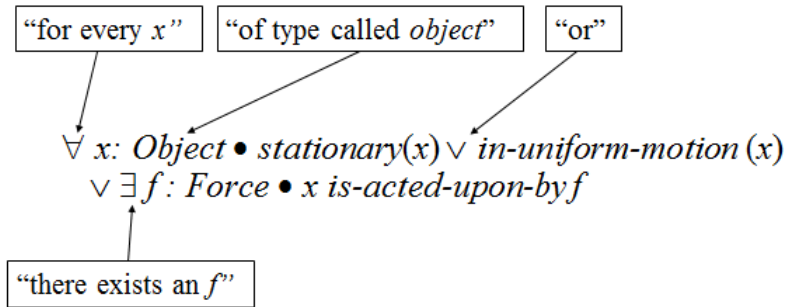 “for every x”
“of type called object”
“or”
∀ x: Object • stationary(x) ∨ in-uniform-motion (x)
∨ ∃ f : Force • x is-acted-upon-by f
“there exists an f”